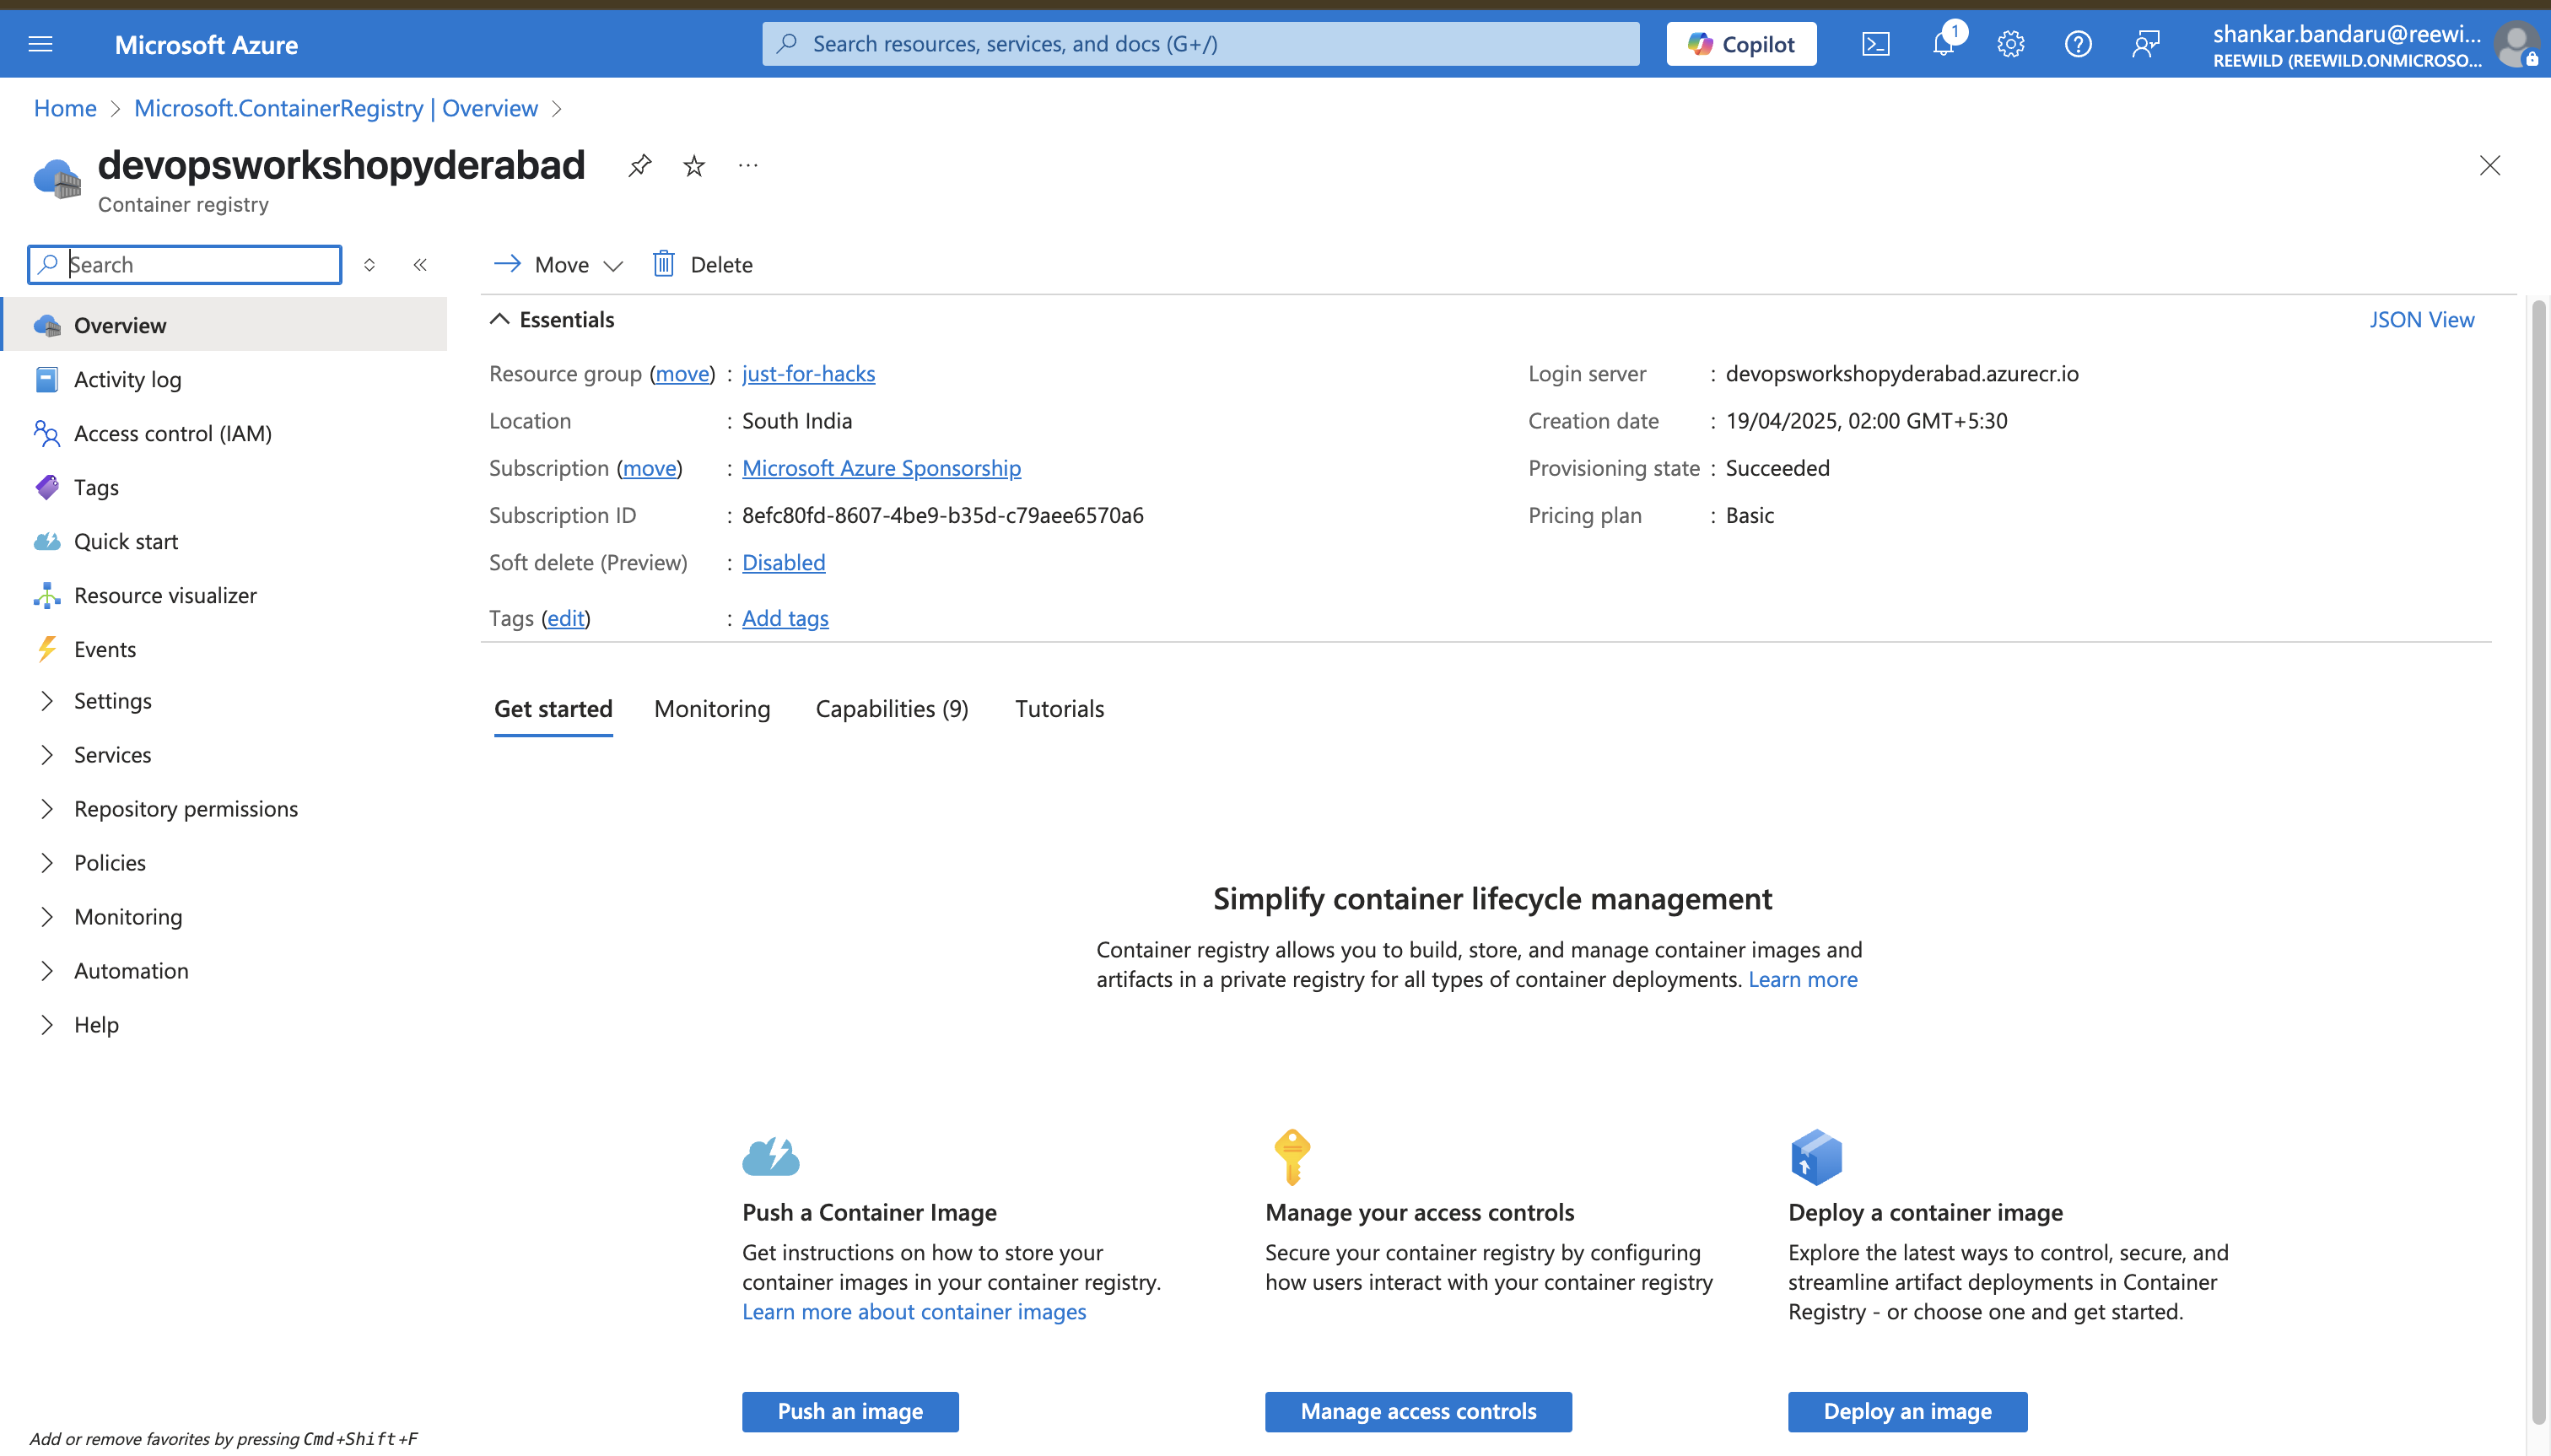 Microsoft Azure
Search resources, services, and docs (G+/)
Copilot
1
shankar.bandaru@reewi...
REEWILD (REEWILD.ONMICROSO...
Home > Microsoft.ContainerRegistry | Overview >
devopsworkshopyderabad
Container registry
Search
Move
Delete
Overview
Activity log
Access control (IAM)
Tags
Quick start
Resource visualizer
Events
Settings
Services
Repository permissions
Policies
Monitoring
Automation
Help
Add or remove favorites by pressing Cmd+Shift+F
Essentials
JSON View
Resource group (move) : just-for-hacks
Location : South India
Subscription (move) : Microsoft Azure Sponsorship
Subscription ID : 8efc80fd-8607-4be9-b35d-c79aee6570a6
Soft delete (Preview) : Disabled
Tags (edit) : Add tags
Login server : devopsworkshopyderabad.azurecr.io
Creation date : 19/04/2025, 02:00 GMT+5:30
Provisioning state : Succeeded
Pricing plan : Basic
Get started
Monitoring
Capabilities (9)
Tutorials
Simplify container lifecycle management
Container registry allows you to build, store, and manage container images and
artifacts in a private registry for all types of container deployments. Learn more
Push a Container Image
Get instructions on how to store your
container images in your container registry.
Learn more about container images
Push an image
Manage your access controls
Secure your container registry by configuring
how users interact with your container registry
Manage access controls
Deploy a container image
Explore the latest ways to control, secure, and
streamline artifact deployments in Container
Registry - or choose one and get started.
Deploy an image